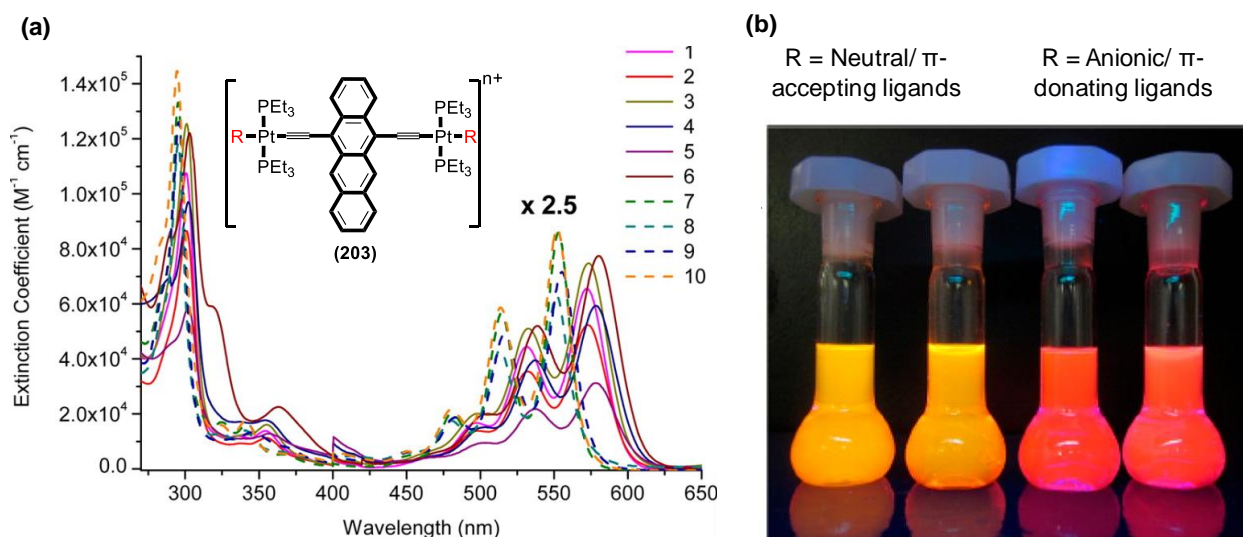 (a)
Extinction Coefficient (M⁻¹ cm⁻¹)
1.4x10⁵
1.2x10⁵
1.0x10⁵
8.0x10⁴
6.0x10⁴
4.0x10⁴
2.0x10⁴
0.0
300
350
400
450
500
550
600
650
Wavelength (nm)
n+
PEt₃
PEt₃
R Pt Pt R
PEt₃
PEt₃
(203)
x 2.5
1
2
3
4
5
6
7
8
9
10
(b)
R = Neutral/ π-
accepting ligands
R = Anionic/ π-
donating ligands